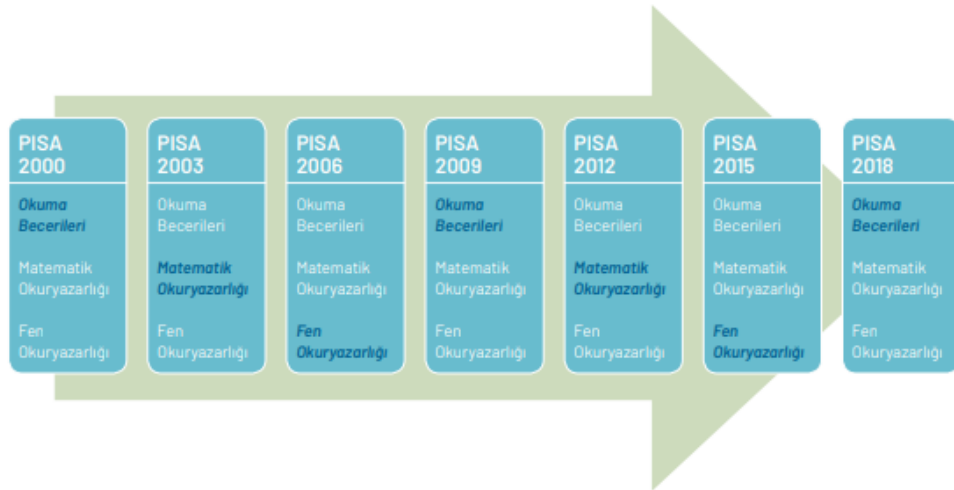 PISA
2000
Okuma
Becerileri
Matematik
Okuryazarlığı
Fen
Okuryazarlığı
PISA
2003
Okuma
Becerileri
Matematik
Okuryazarlığı
Fen
Okuryazarlığı
PISA
2006
Okuma
Becerileri
Matematik
Okuryazarlığı
Fen
Okuryazarlığı
PISA
2009
Okuma
Becerileri
Matematik
Okuryazarlığı
Fen
Okuryazarlığı
PISA
2012
Okuma
Becerileri
Matematik
Okuryazarlığı
Fen
Okuryazarlığı
PISA
2015
Okuma
Becerileri
Matematik
Okuryazarlığı
Fen
Okuryazarlığı
PISA
2018
Okuma
Becerileri
Matematik
Okuryazarlığı
Fen
Okuryazarlığı